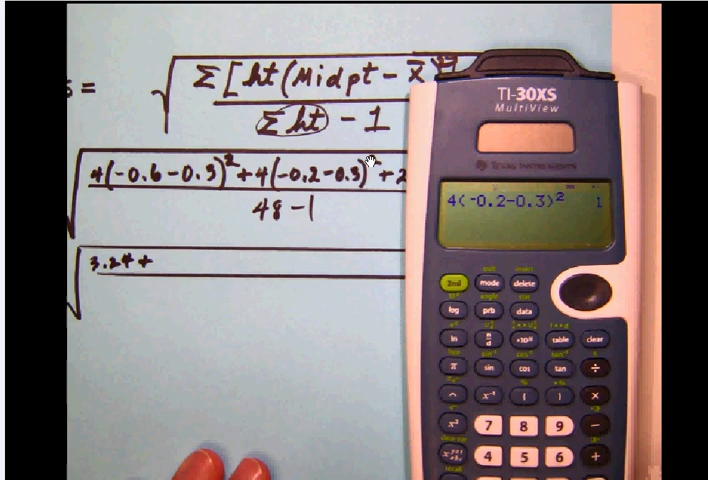 s =
√ Σ [ht (Midpt - x̄)
Σ ht - 1
√ 4(-0.6-0.3)² + 4(-0.2-0.3)² + 2
48 - 1
√ 3.24 +
TI-30XS
MultiView
TEXAS INSTRUMENTS
4(-0.2-0.3)² 1
2nd mode delete
log prb data
ln n/d table clear
π sin cos tan ÷
^ x⁻¹ ( ) ×
x² 7 8 9 −
4 5 6 +